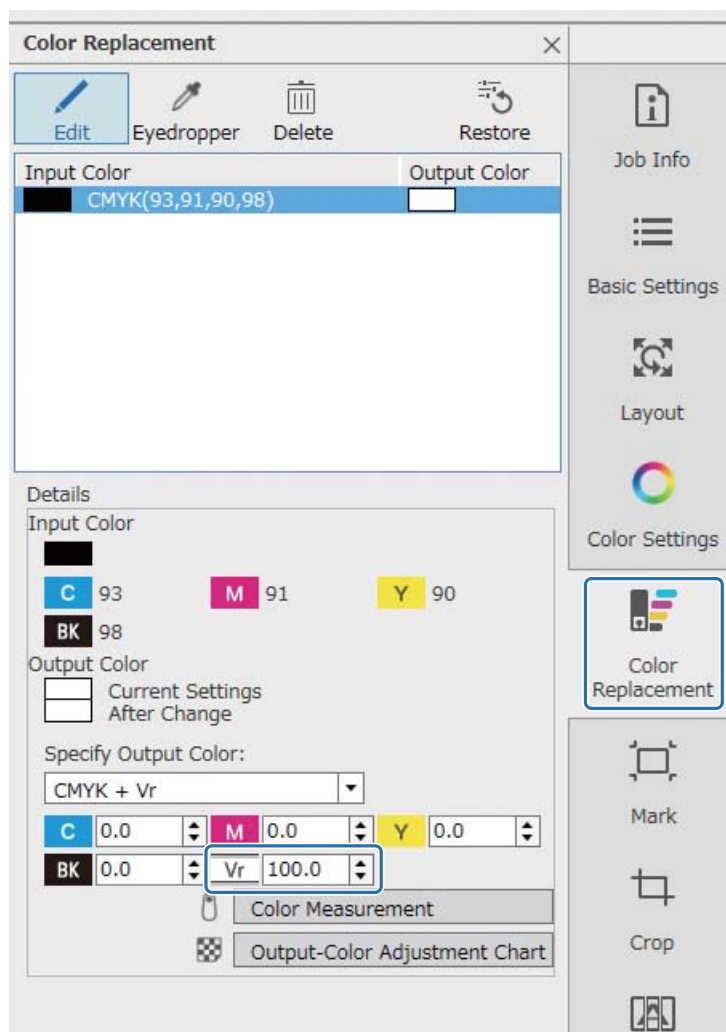 Color Replacement
Edit Eyedropper Delete Restore
Input Color Output Color
CMYK(93,91,90,98)
Details
Input Color
C 93 M 91 Y 90
BK 98
Output Color
Current Settings
After Change
Specify Output Color:
CMYK + Vr
C 0.0 M 0.0 Y 0.0
BK 0.0 Vr 100.0
Color Measurement
Output-Color Adjustment Chart
Job Info
Basic Settings
Layout
Color Settings
Color
Replacement
Mark
Crop